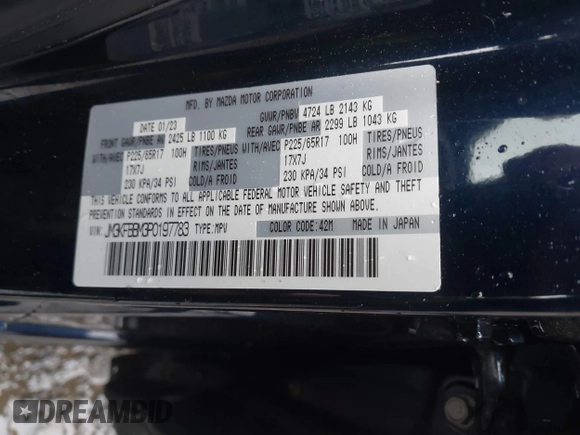 MFD. BY MAZDA MOTOR CORPORATION
DATE 01/23 GVWR/PNBV 4724 LB 2143 KG
FRONT GAWR/PNBE AV 2425 LB 1100 KG REAR GAWR/PNBE AR 2299 LB 1043 KG
WITH/AVEC P225/65R17 100H TIRES/PNEUS WITH/AVEC P225/65R17 100H TIRES/PNEUS
17X7J RIMS/JANTES 17X7J RIMS/JANTES
230 KPA/34 PSI COLD/A FROID 230 KPA/34 PSI COLD/A FROID
THIS VEHICLE CONFORMS TO ALL APPLICABLE FEDERAL MOTOR VEHICLE SAFETY AND THEFT
PREVENTION STANDARDS IN EFFECT ON THE DATE OF MANUFACTURE SHOWN ABOVE.
VIN: JM3KFBBM3P0197783 TYPE:MPV COLOR CODE:42M MADE IN JAPAN
DREAMBID